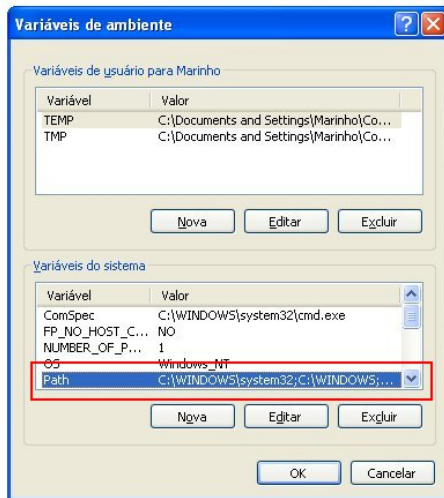 Variáveis de ambiente
Variáveis de usuário para Marinho
Variável Valor
TEMP C:\Documents and Settings\Marinho\Co...
TMP C:\Documents and Settings\Marinho\Co...
Nova Editar Excluir
Variáveis do sistema
Variável Valor
ComSpec C:\WINDOWS\system32\cmd.exe
FP_NO_HOST_C... NO
NUMBER_OF_P... 1
OS Windows_NT
Path C:\WINDOWS\system32;C:\WINDOWS;...
Nova Editar Excluir
OK Cancelar